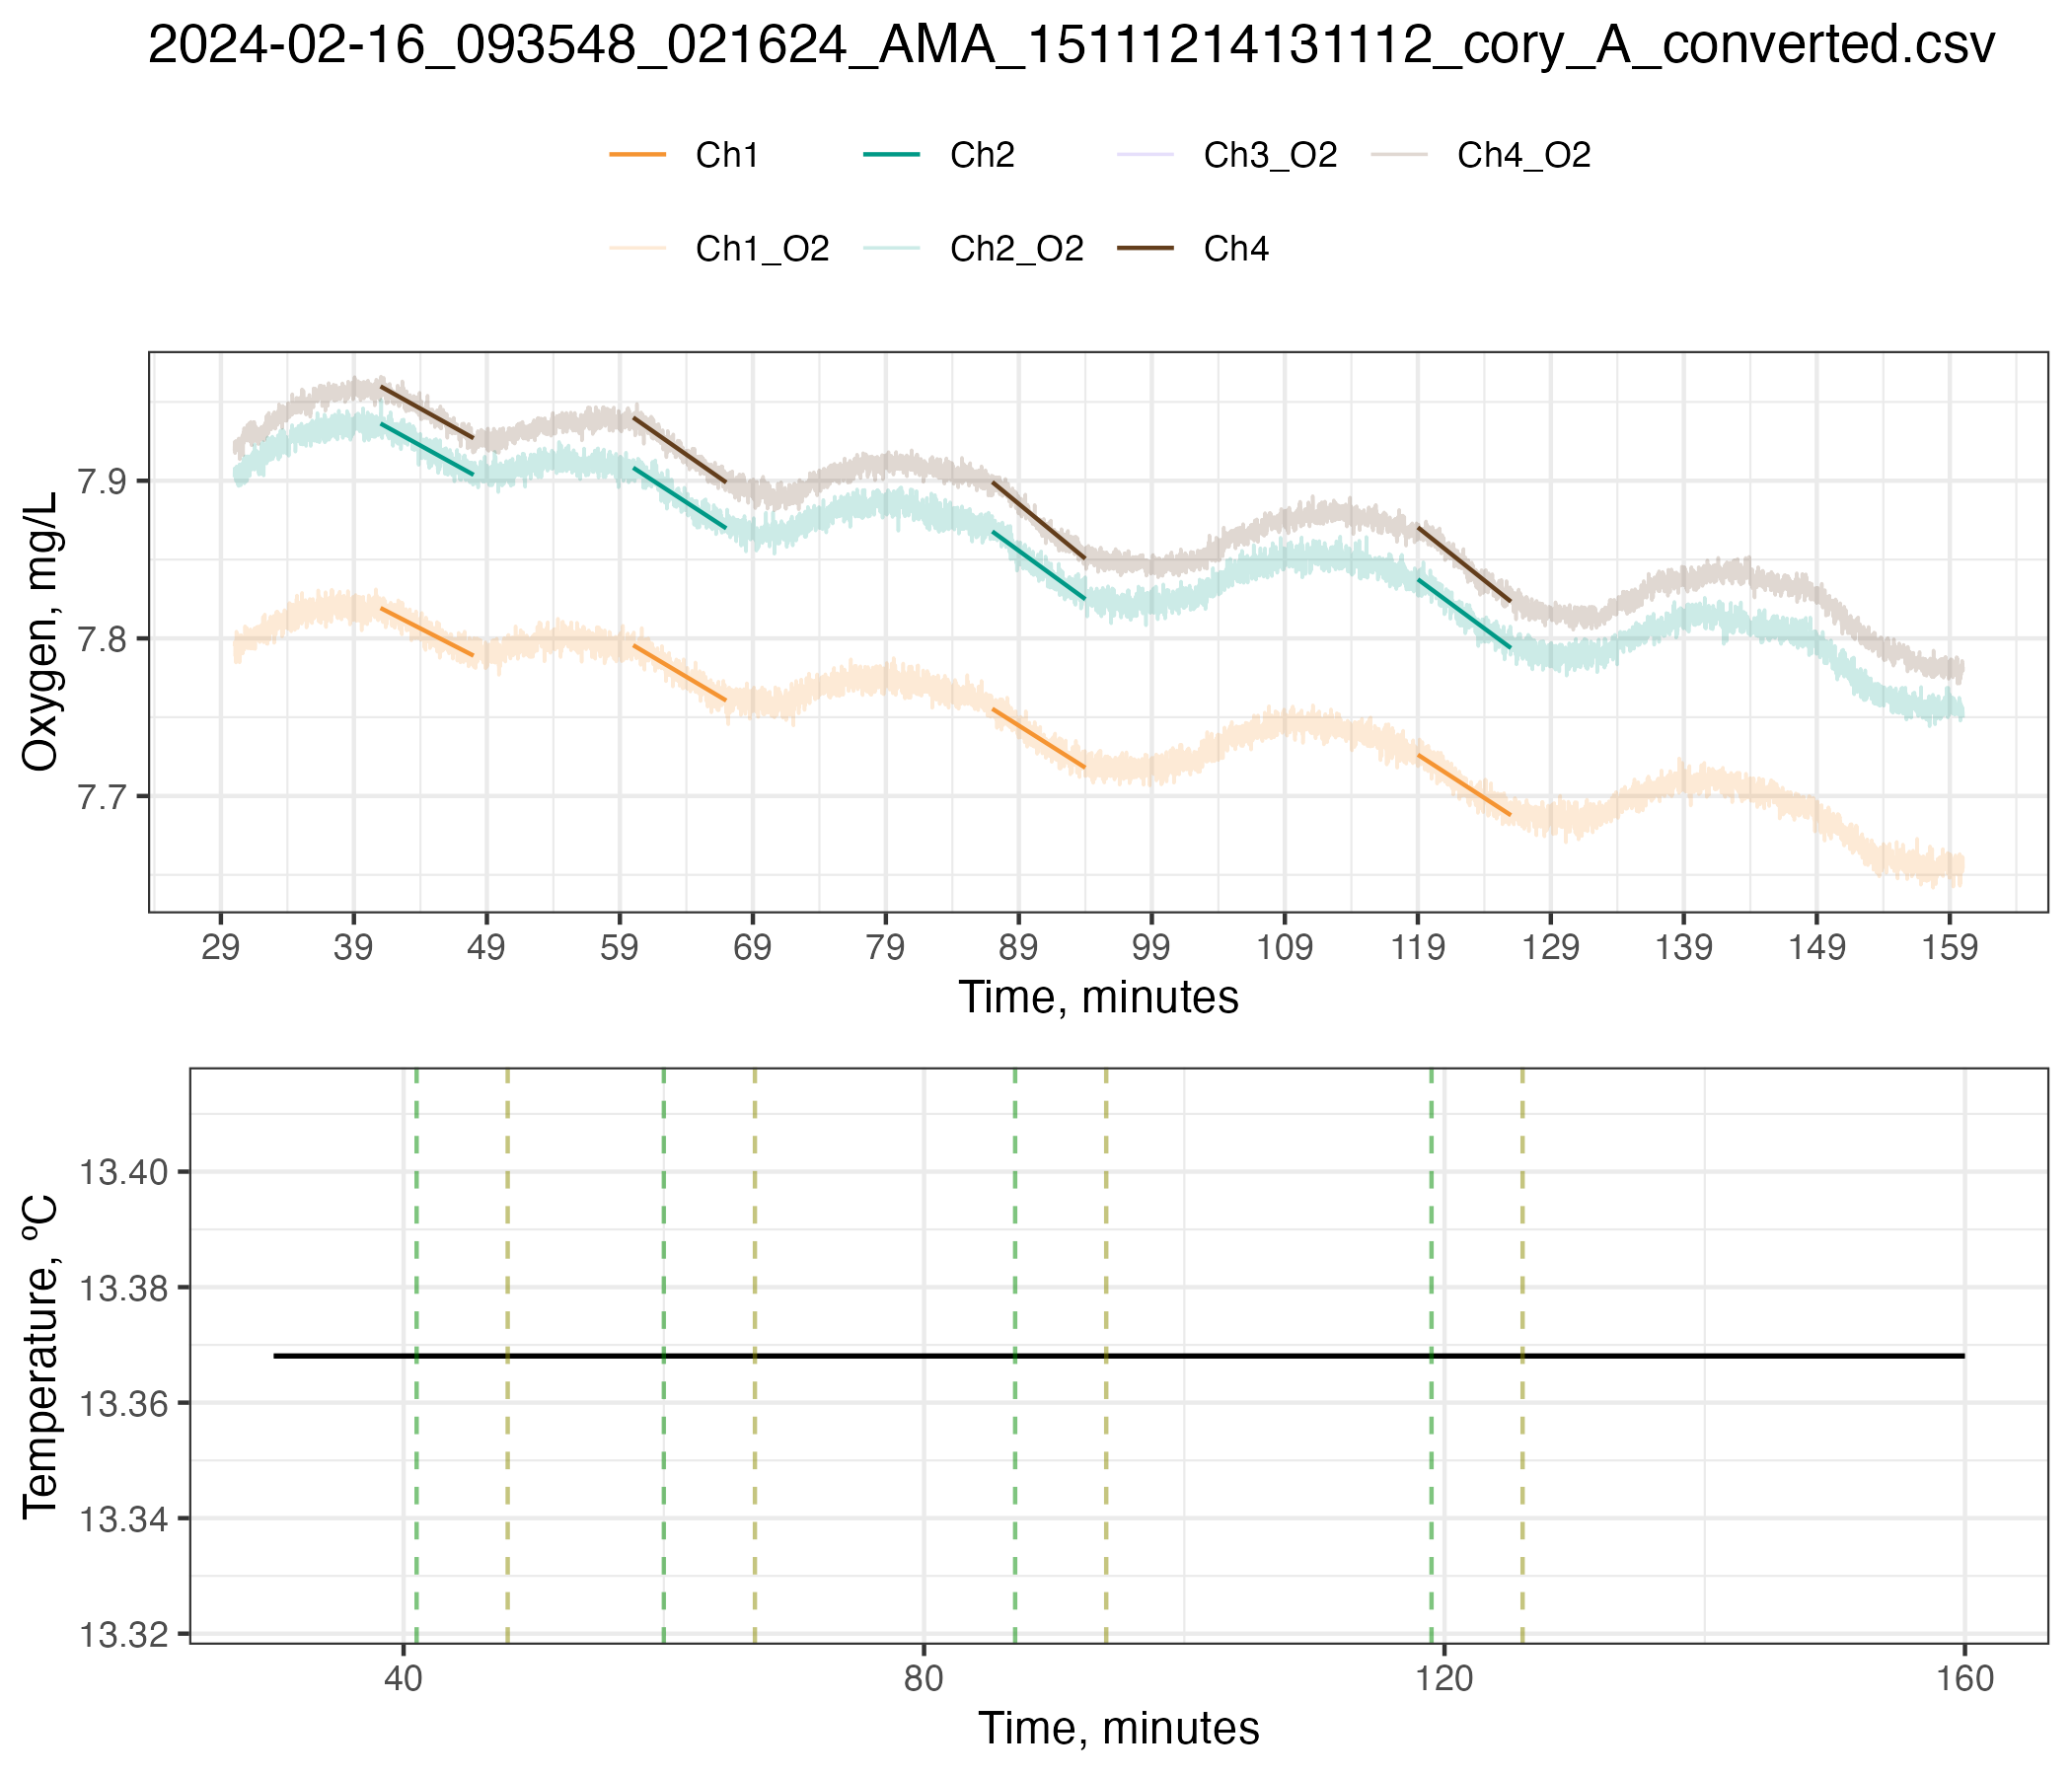 2024-02-16_093548_021624_AMA_15111214131112_cory_A_converted.csv
Ch1 Ch2 Ch3_O2 Ch4_O2
Ch1_O2 Ch2_O2 Ch4
Oxygen, mg/L
7.9
7.8
7.7
29 39 49 59 69 79 89 99 109 119 129 139 149 159
Time, minutes
Temperature, ºC
13.40
13.38
13.36
13.34
13.32
40 80 120 160
Time, minutes